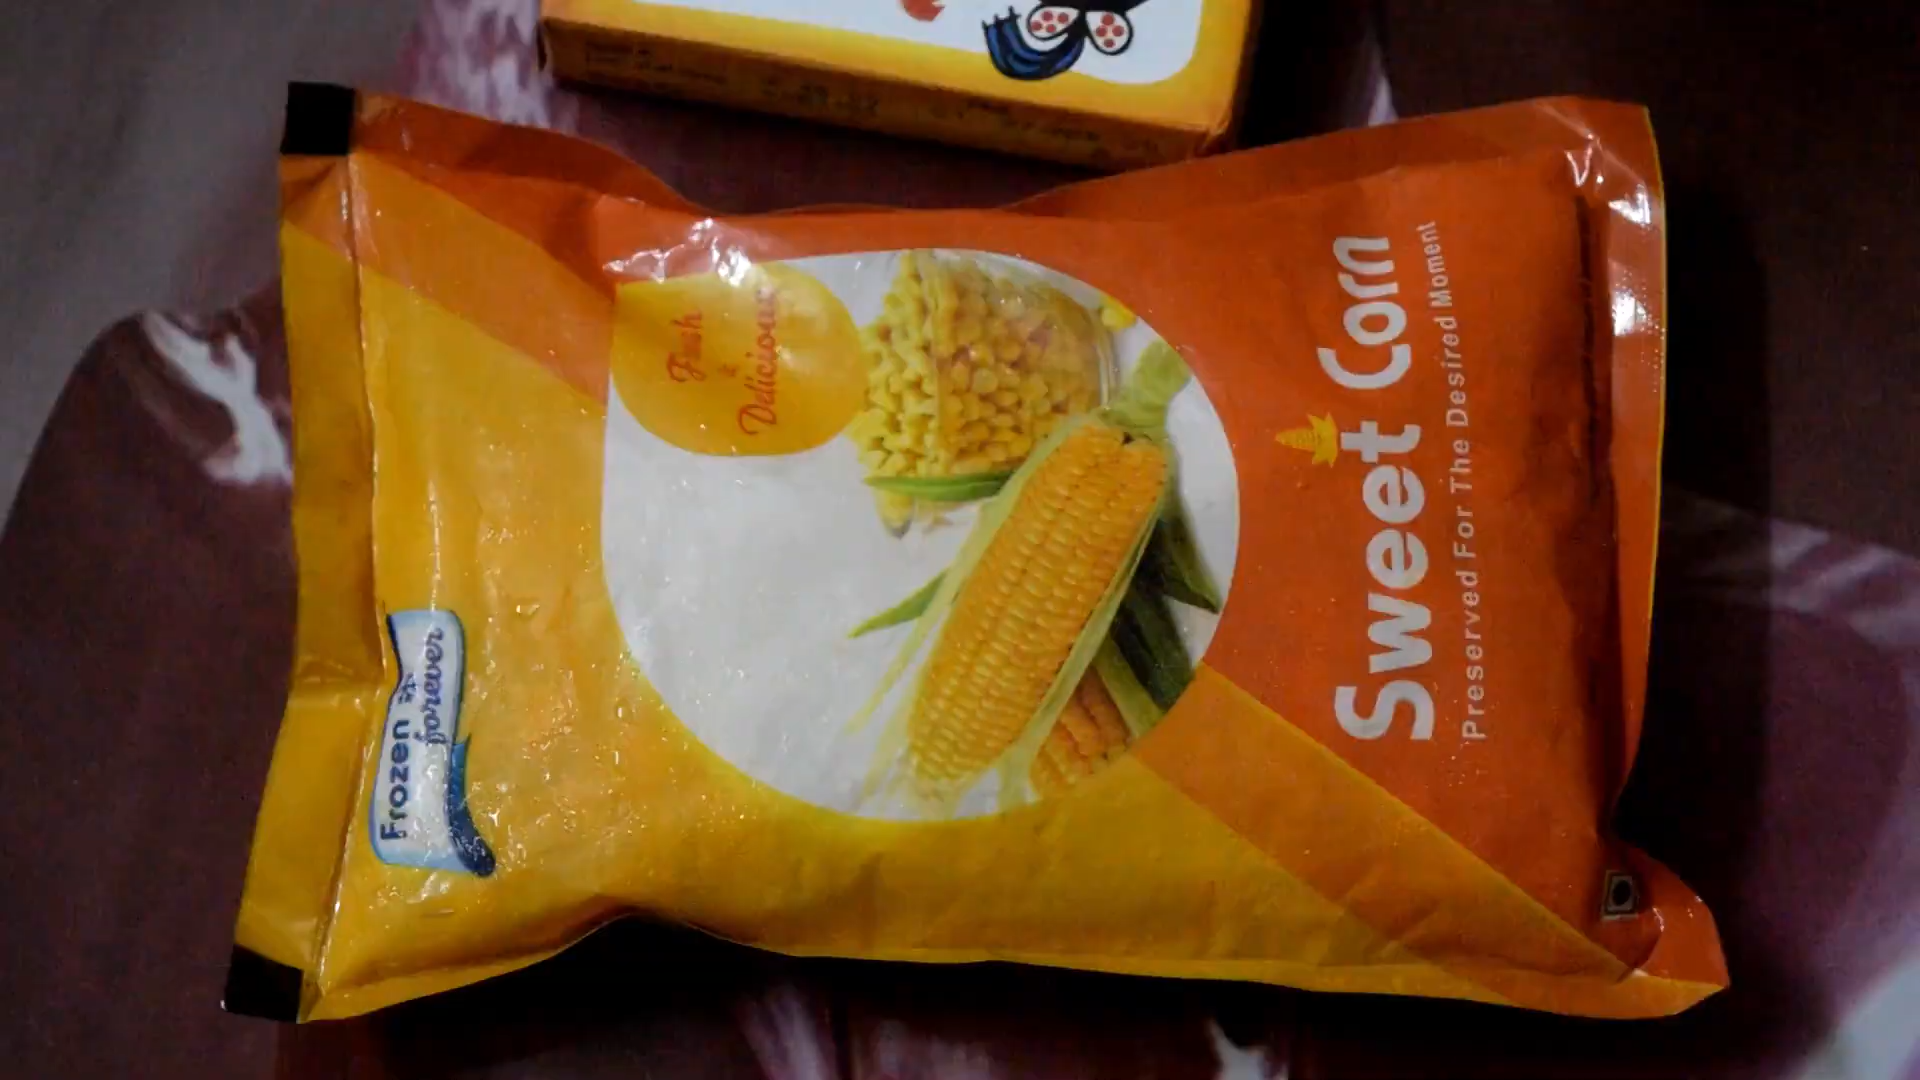 Frozen
forever
Fresh
&
Delicious
Sweet Corn
Preserved For The Desired Moment